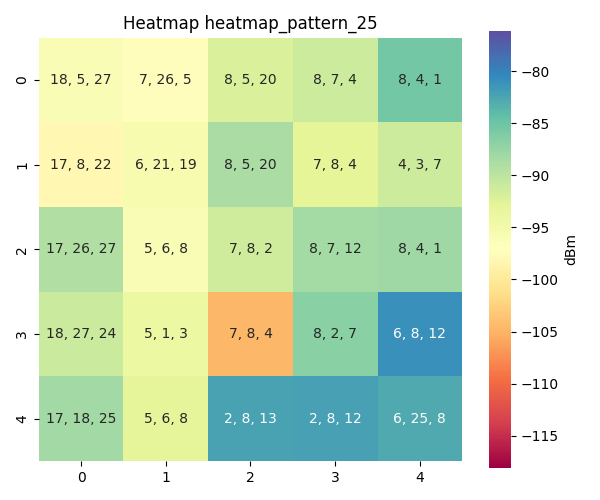 Heatmap heatmap_pattern_25
0 18, 5, 27 7, 26, 5 8, 5, 20 8, 7, 4 8, 4, 1
1 17, 8, 22 6, 21, 19 8, 5, 20 7, 8, 4 4, 3, 7
2 17, 26, 27 5, 6, 8 7, 8, 2 8, 7, 12 8, 4, 1
3 18, 27, 24 5, 1, 3 7, 8, 4 8, 2, 7 6, 8, 12
4 17, 18, 25 5, 6, 8 2, 8, 13 2, 8, 12 6, 25, 8
0 1 2 3 4
−80
−85
−90
−95
−100
−105
−110
−115
dBm